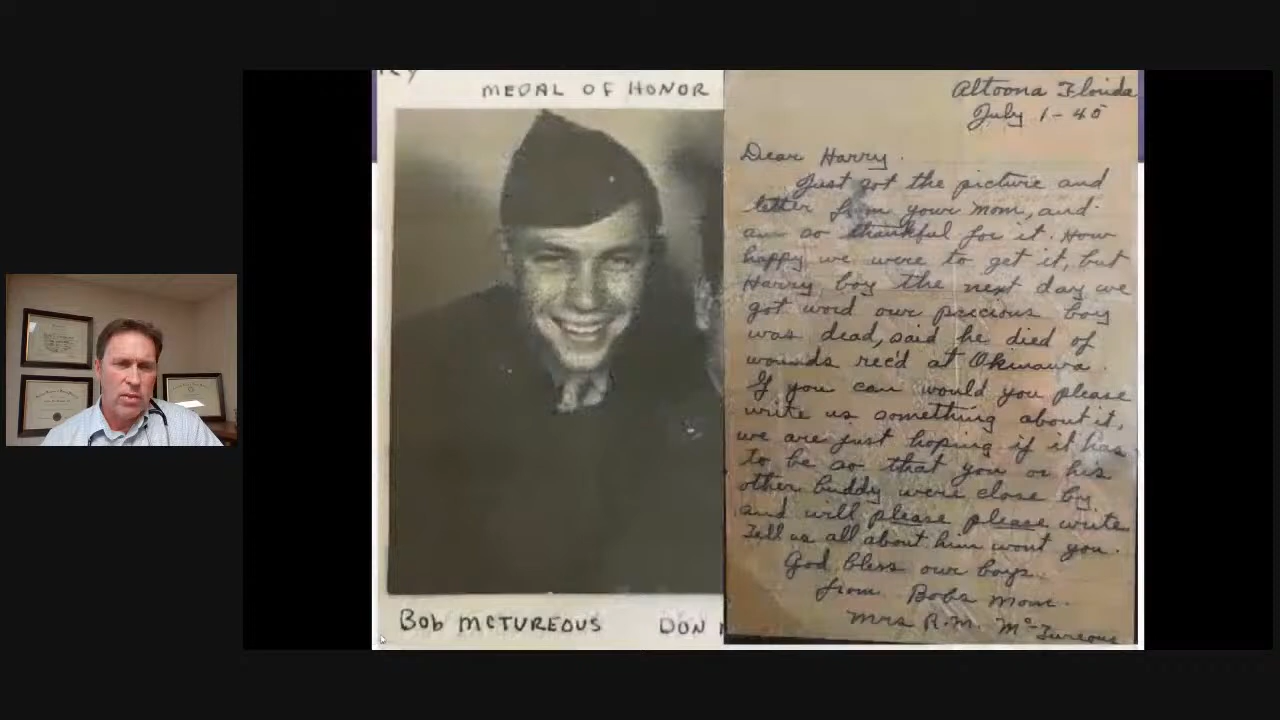 MEDAL OF HONOR
BOB MCTUREOUS
DON
Altoona Florida
July 1-45
Dear Harry.
Just got the picture and
letter from your mom, and
am so thankful for it. How
happy we were to get it, but
Harry boy the next day we
got word our precious boy
was dead, said he died of
wounds rec'd at Okinawa.
If you can would you please
write us something about it,
we are just hoping if it has
to be so that you or his
other buddy were close by
and will please please write
Tell us all about him wont you.
God bless our boys.
from Bobs Mom.
Mrs R.M. McTureous